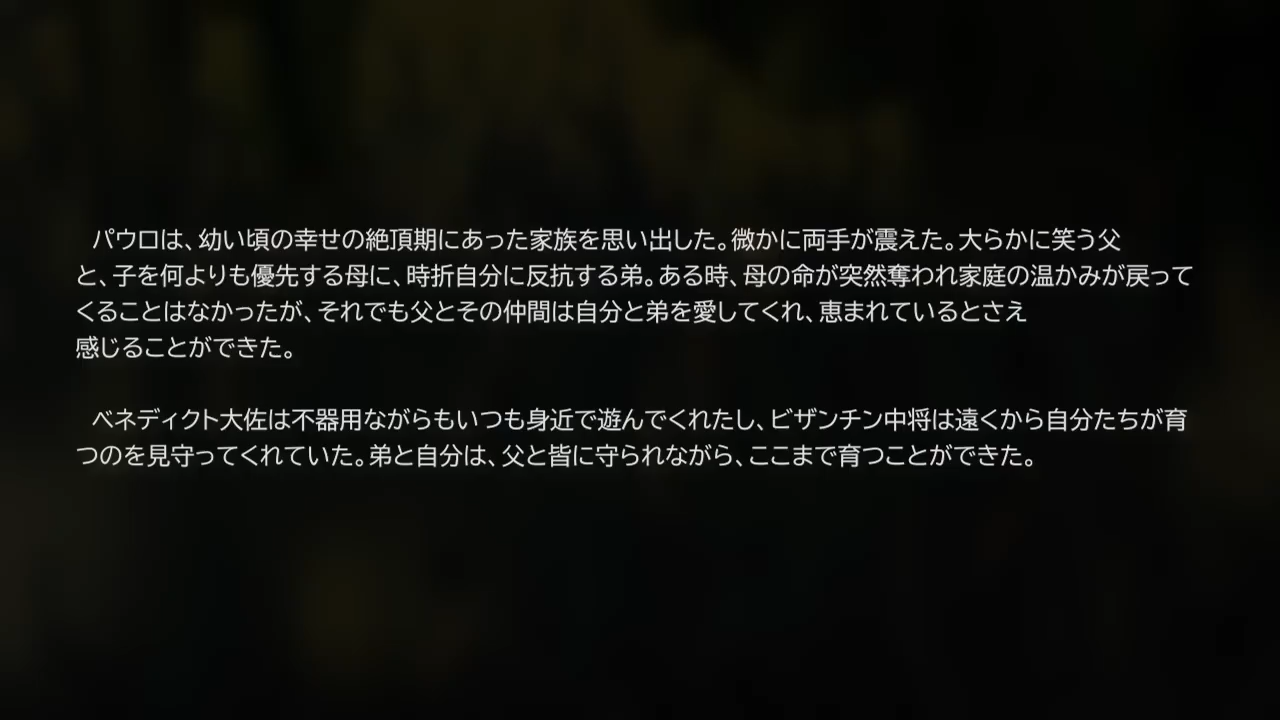 パウロは、幼い頃の幸せの絶頂期にあった家族を思い出した。微かに両手が震えた。大らかに笑う父
と、子を何よりも優先する母に、時折自分に反抗する弟。ある時、母の命が突然奪われ家庭の温かみが戻って
くることはなかったが、それでも父とその仲間は自分と弟を愛してくれ、恵まれているとさえ
感じることができた。
ベネディクト大佐は不器用ながらもいつも身近で遊んでくれたし、ビザンチン中将は遠くから自分たちが育
つのを見守ってくれていた。弟と自分は、父と皆に守られながら、ここまで育つことができた。